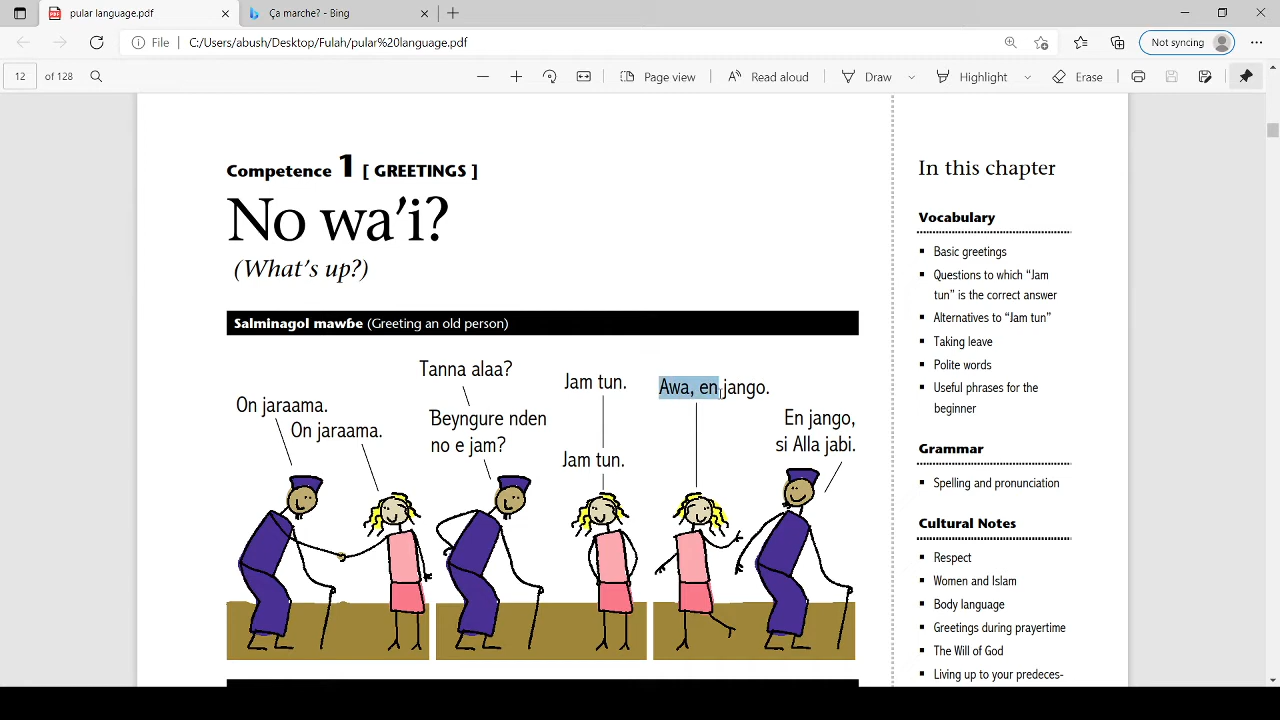 pular language.pdf
Ça marche? - Bing
File
C:/Users/abush/Desktop/Fulah/pular%20language.pdf
Not syncing
12
of 128
Page view
Read aloud
Draw
Highlight
Erase
Competence 1 [ GREETINGS ]
No wa’i?
(What’s up?)
Salminagol mawɓe (Greeting an old person)
On jaraama.
On jaraama.
Tanna alaa?
Beyngure nden
no e jam?
Jam tun.
Jam tun.
Awa, en jango.
En jango,
si Alla jabi.
In this chapter
Vocabulary
Basic greetings
Questions to which “Jam
tun” is the correct answer
Alternatives to “Jam tun”
Taking leave
Polite words
Useful phrases for the
beginner
Grammar
Spelling and pronunciation
Cultural Notes
Respect
Women and Islam
Body language
Greetings during prayertime
The Will of God
Living up to your predeces-